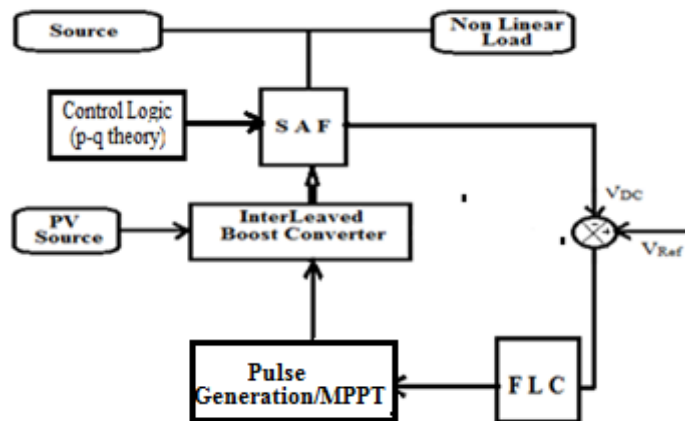 Source
Non Linear
Load
Control Logic
(p-q theory)
S A F
VDC
PV
Source
InterLeaved
Boost Converter
- +
VRef
Pulse
Generation/MPPT
F L C